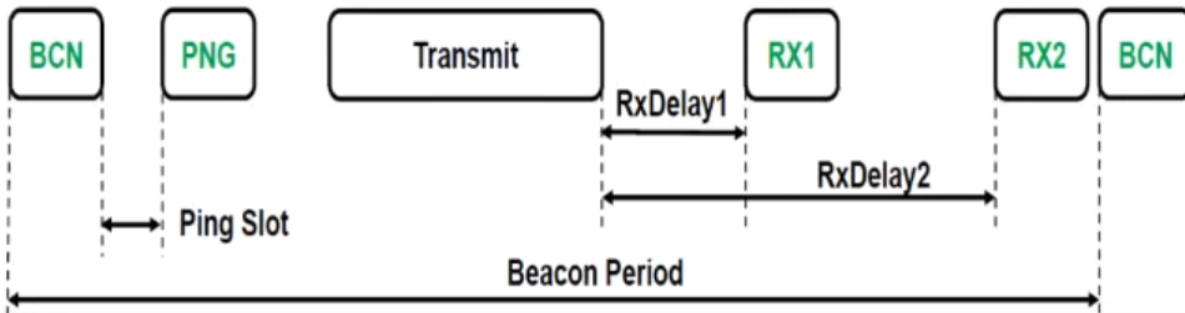 BCN PNG Transmit RX1 RX2 BCN
RxDelay1
RxDelay2
Ping Slot
Beacon Period